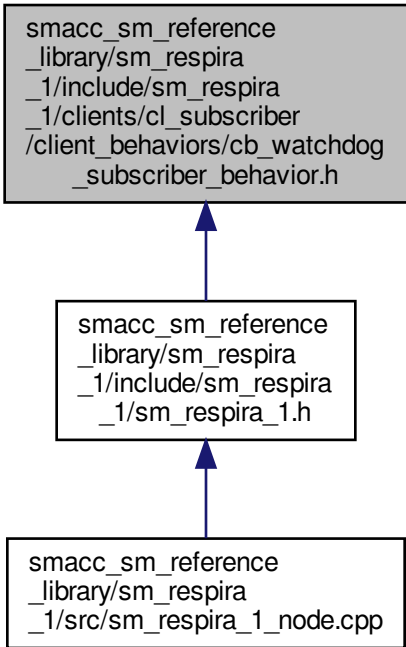 smacc_sm_reference
_library/sm_respira
_1/include/sm_respira
_1/clients/cl_subscriber
/client_behaviors/cb_watchdog
_subscriber_behavior.h
smacc_sm_reference
_library/sm_respira
_1/include/sm_respira
_1/sm_respira_1.h
smacc_sm_reference
_library/sm_respira
_1/src/sm_respira_1_node.cpp